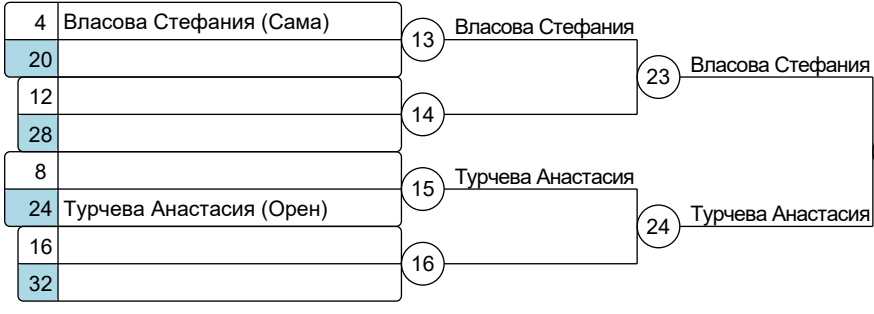 4 Власова Стефания (Сама)
20
12
28
8
24 Турчева Анастасия (Орен)
16
32
13 Власова Стефания
14
15 Турчева Анастасия
16
23 Власова Стефания
24 Турчева Анастасия